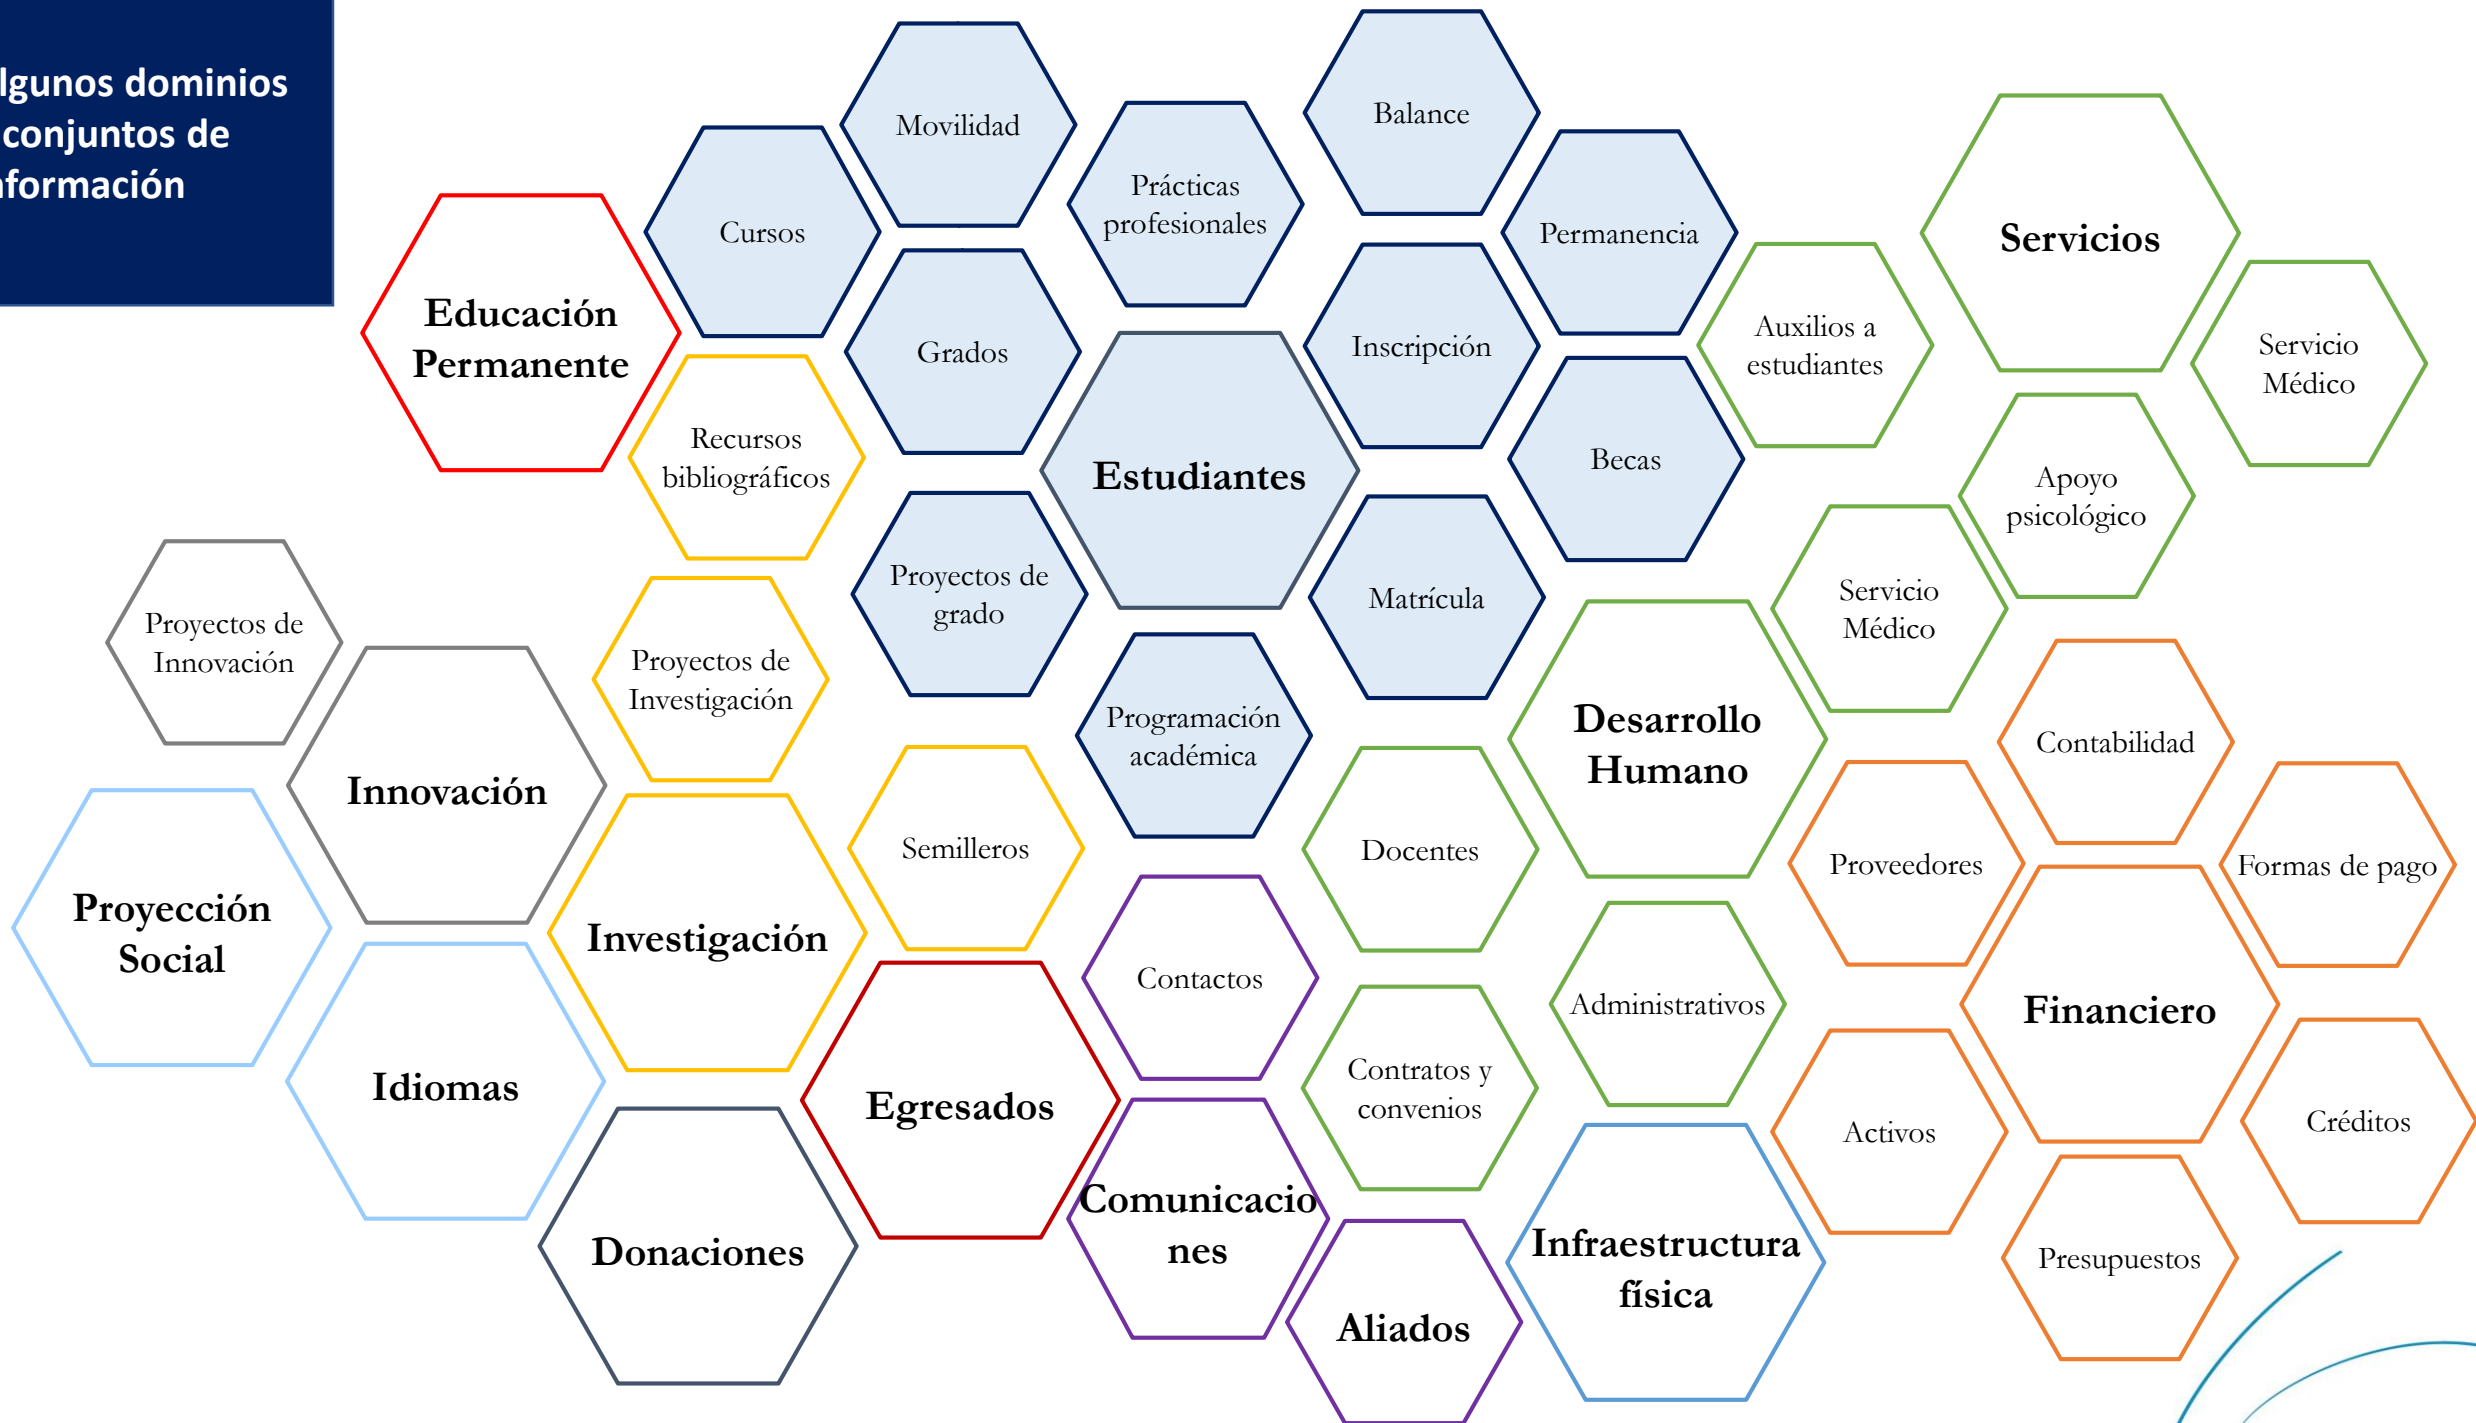 lgunos dominios
conjuntos de
nformación
Movilidad
Balance
Prácticas
profesionales
Cursos
Permanencia
Servicios
Educación
Permanente
Grados
Inscripción
Auxilios a
estudiantes
Servicio
Médico
Recursos
bibliográficos
Estudiantes
Becas
Apoyo
psicológico
Proyectos de
grado
Matrícula
Servicio
Médico
Proyectos de
Innovación
Proyectos de
Investigación
Programación
académica
Desarrollo
Humano
Contabilidad
Innovación
Semilleros
Docentes
Proveedores
Formas de pago
Proyección
Social
Investigación
Contactos
Administrativos
Financiero
Idiomas
Egresados
Contratos y
convenios
Activos
Créditos
Donaciones
Comunicacio
nes
Infraestructura
física
Presupuestos
Aliados